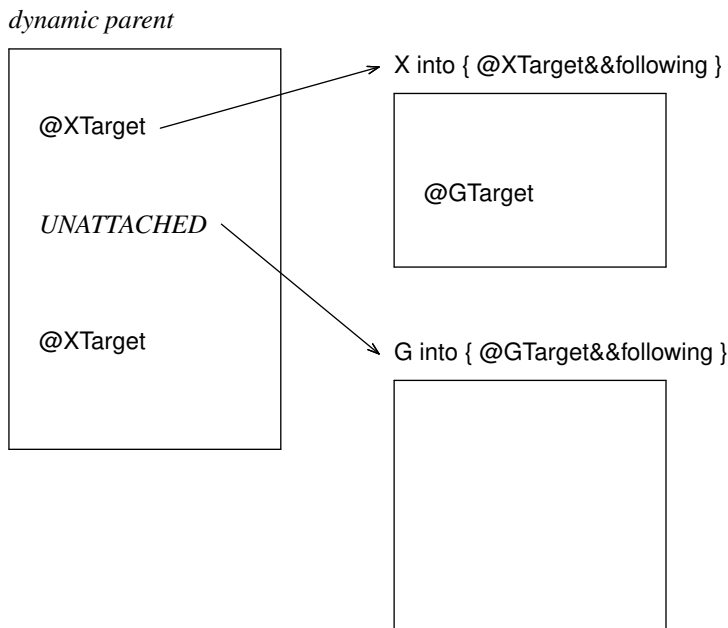 dynamic parent
X into { @XTarget&&following }
@XTarget
@GTarget
UNATTACHED
@XTarget
G into { @GTarget&&following }